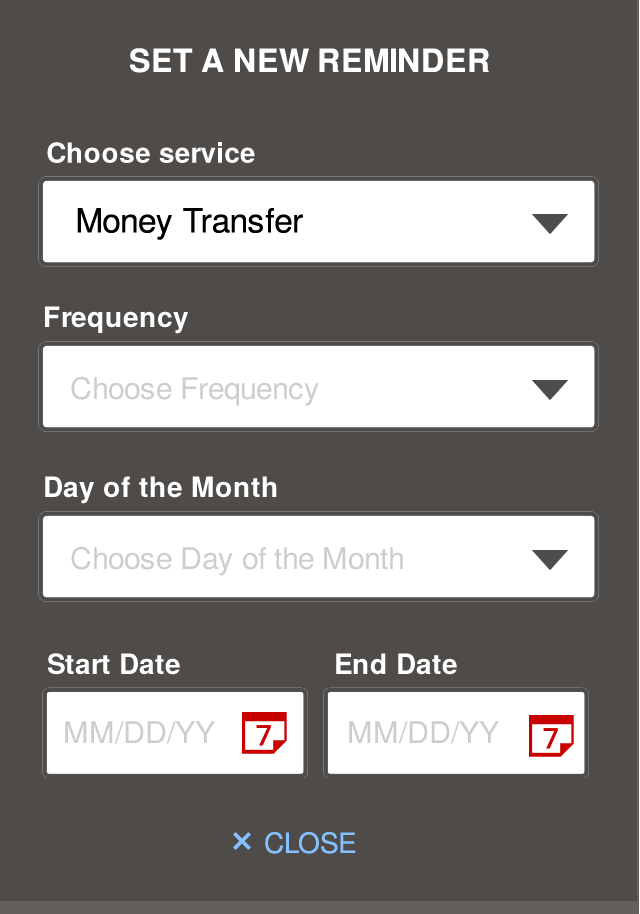 SET A NEW REMINDER
Choose service
Money Transfer
Frequency
Choose Frequency
Day of the Month
Choose Day of the Month
Start Date End Date
MM/DD/YY 7 MM/DD/YY 7
× CLOSE